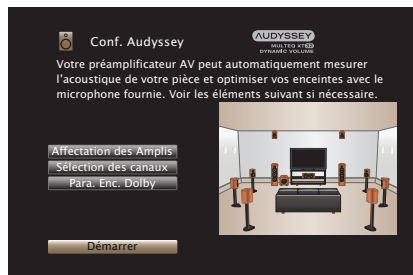 Conf. Audyssey
AUDYSSEY
MULTEQ XT32
DYNAMIC VOLUME
Votre préamplificateur AV peut automatiquement mesurer
l'acoustique de votre pièce et optimiser vos enceintes avec le
microphone fournie. Voir les éléments suivant si nécessaire.
Affectation des Amplis
Sélection des canaux
Para. Enc. Dolby
Démarrer